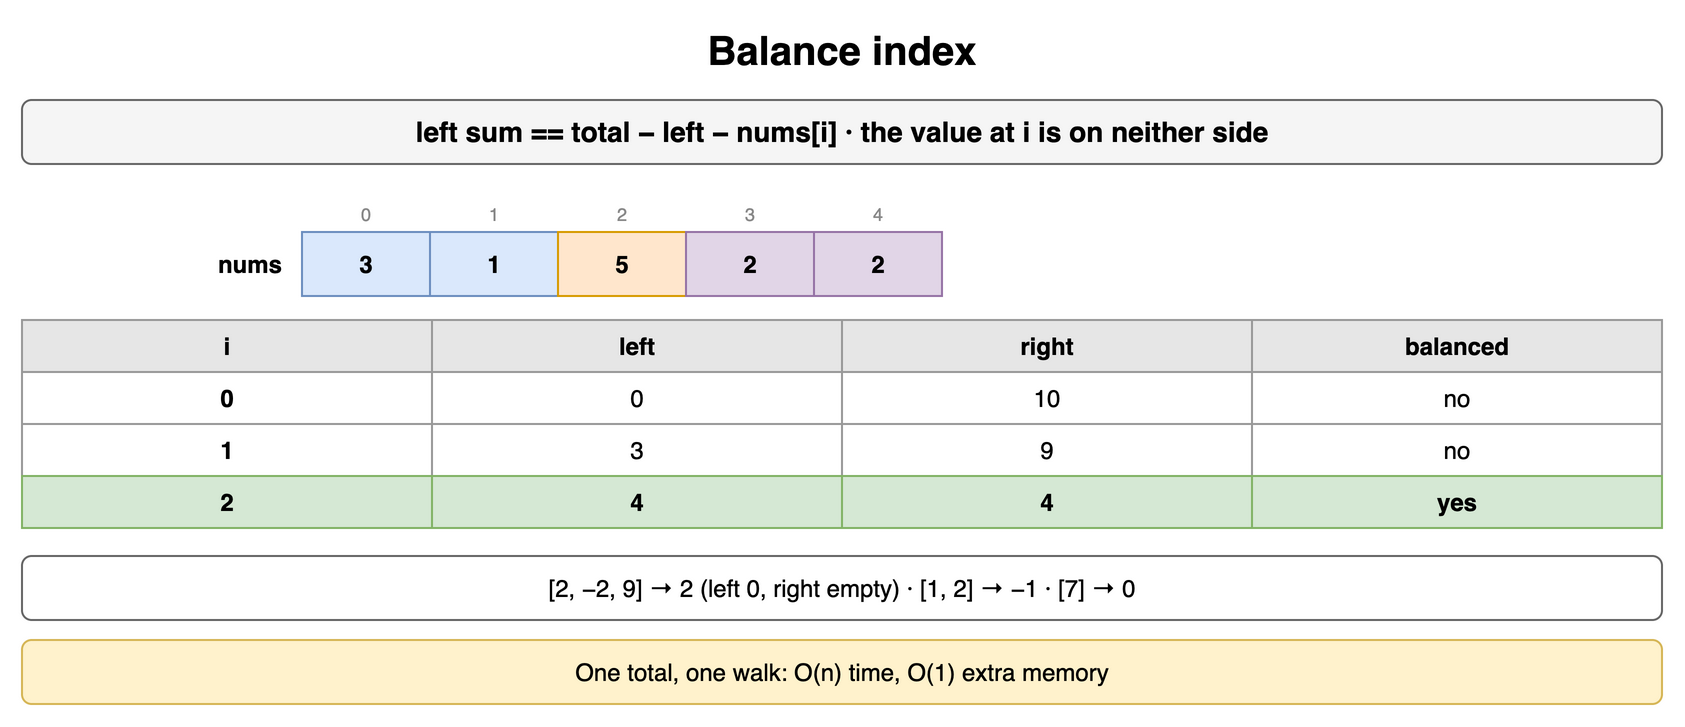 Balance index
left sum == total – left – nums[i] · the value at i is on neither side
0 1 2 3 4
nums 3 1 5 2 2
i left right balanced
0 0 10 no
1 3 9 no
2 4 4 yes
[2, −2, 9] → 2 (left 0, right empty) · [1, 2] → −1 · [7] → 0
One total, one walk: O(n) time, O(1) extra memory